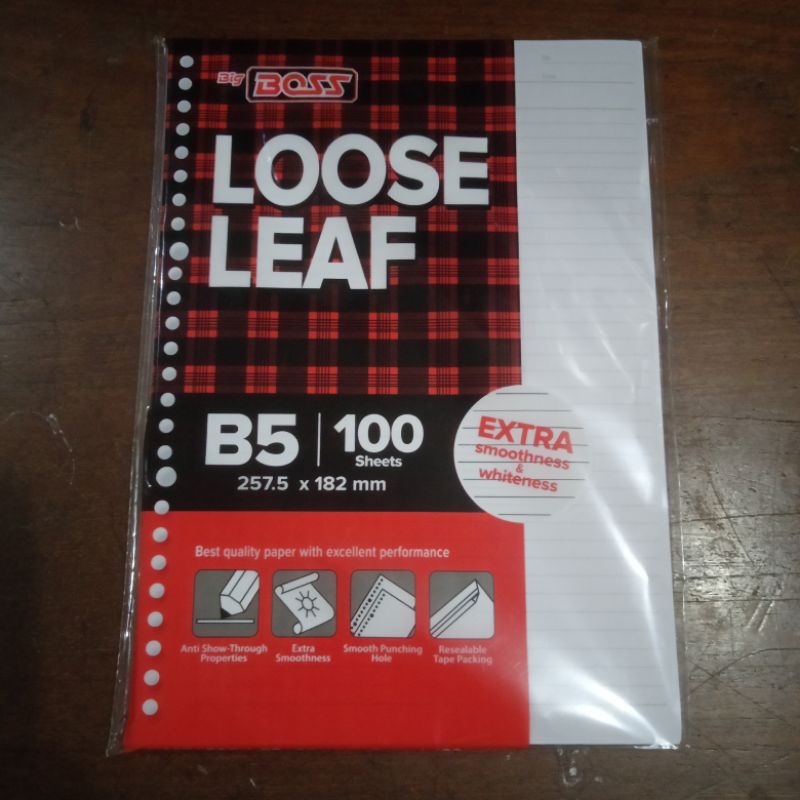 Big BOSS
LOOSE
LEAF
B5 | 100
Sheets
257.5 x 182 mm
EXTRA
smoothness
&
whiteness
Best quality paper with excellent performance
Anti Show-Through
Properties
Extra
Smoothness
Smooth Punching
Hole
Resealable
Tape Packing